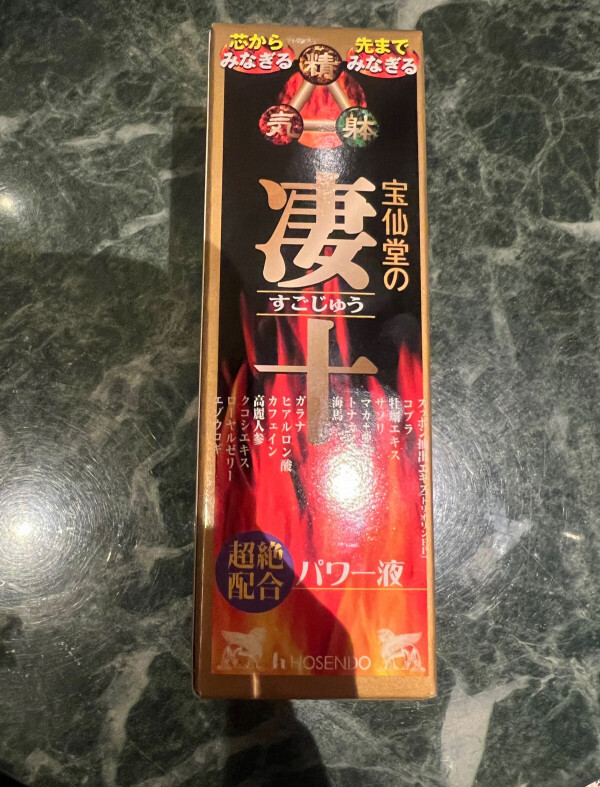 芯から
みなぎる
先まで
みなぎる
精
気
躰
宝仙堂の
凄十
すごじゅう
コブラ
牡蠣エキス
サソリ
海馬
ガラナ
ヒアルロン酸
カフェイン
高麗人参
クコシエキス
ローヤルゼリー
エゾウコギ
超絶
配合
パワー液
HOSENDO